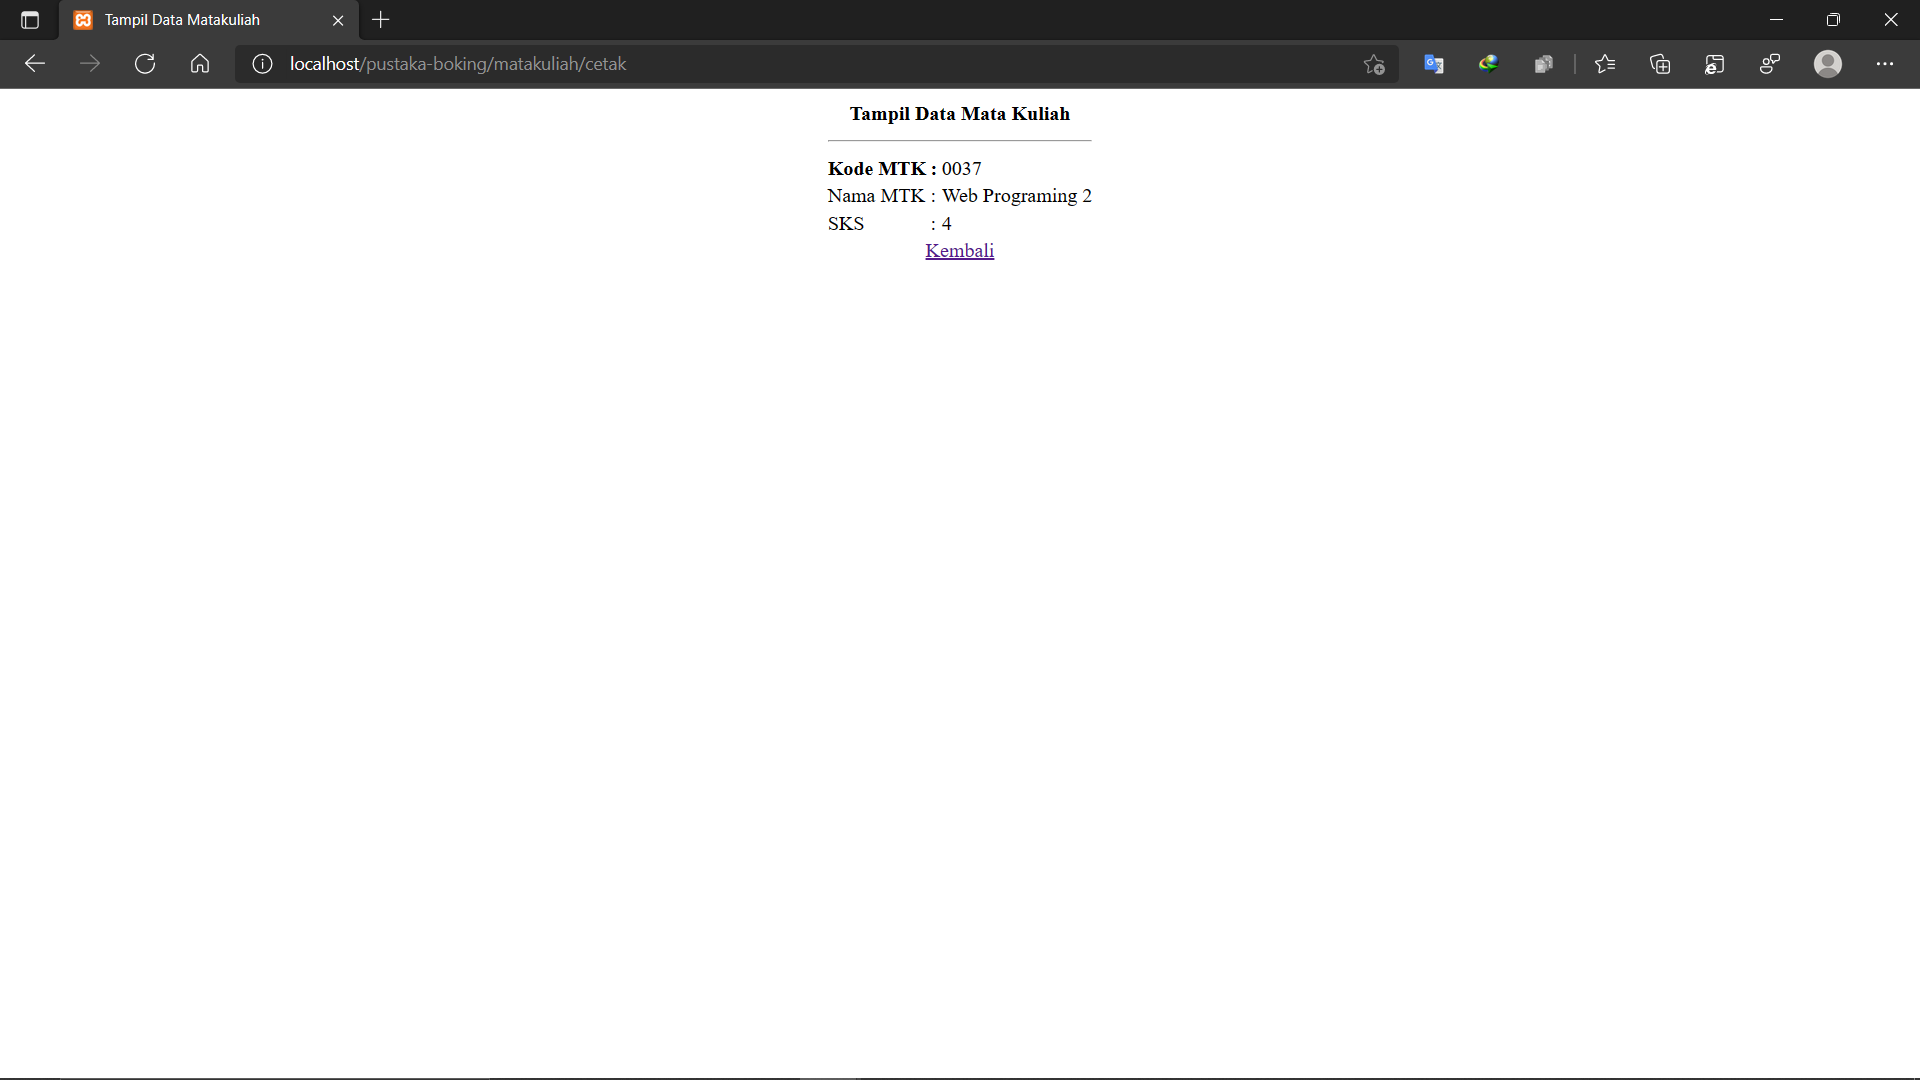 Tampil Data Matakuliah
localhost/pustaka-boking/matakuliah/cetak
Tampil Data Mata Kuliah
Kode MTK : 0037
Nama MTK : Web Programing 2
SKS : 4
Kembali